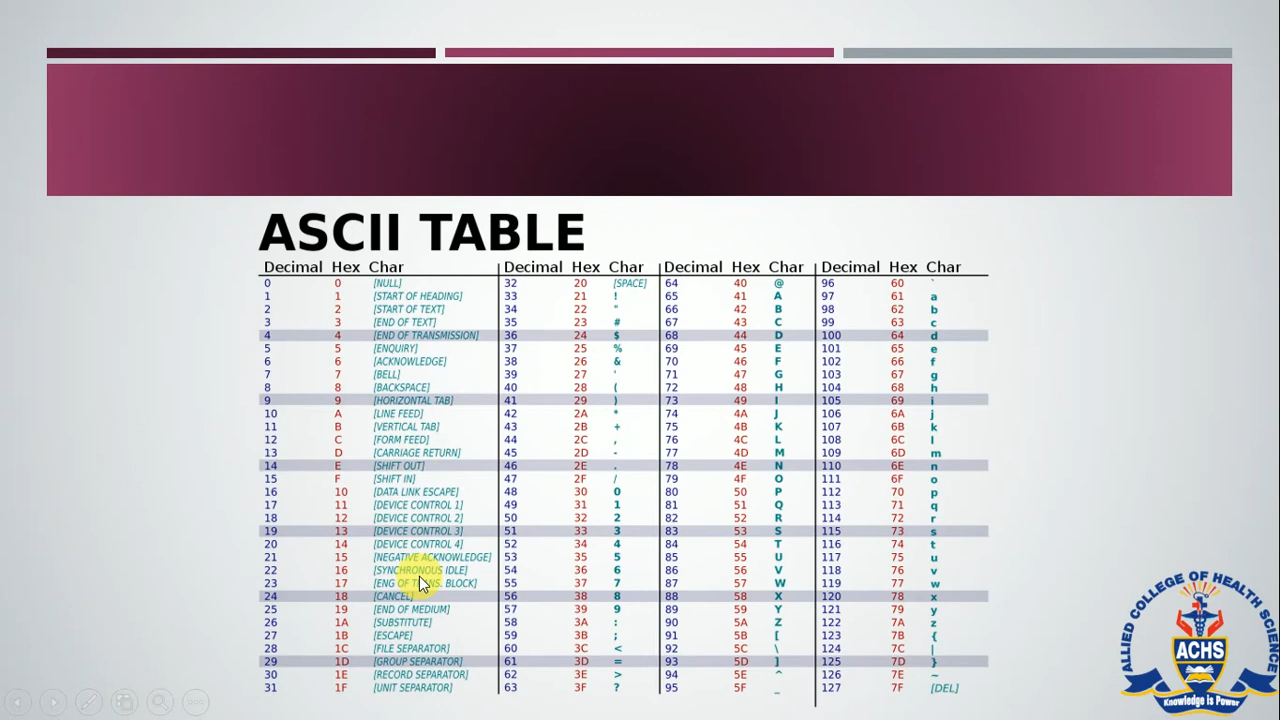 ASCII TABLE
Decimal Hex Char Decimal Hex Char Decimal Hex Char Decimal Hex Char
0 0 [NULL] 32 20 [SPACE] 64 40 @ 96 60 `
1 1 [START OF HEADING] 33 21 ! 65 41 A 97 61 a
2 2 [START OF TEXT] 34 22 " 66 42 B 98 62 b
3 3 [END OF TEXT] 35 23 # 67 43 C 99 63 c
4 4 [END OF TRANSMISSION] 36 24 $ 68 44 D 100 64 d
5 5 [ENQUIRY] 37 25 % 69 45 E 101 65 e
6 6 [ACKNOWLEDGE] 38 26 & 70 46 F 102 66 f
7 7 [BELL] 39 27 ' 71 47 G 103 67 g
8 8 [BACKSPACE] 40 28 ( 72 48 H 104 68 h
9 9 [HORIZONTAL TAB] 41 29 ) 73 49 I 105 69 i
10 A [LINE FEED] 42 2A * 74 4A J 106 6A j
11 B [VERTICAL TAB] 43 2B + 75 4B K 107 6B k
12 C [FORM FEED] 44 2C , 76 4C L 108 6C l
13 D [CARRIAGE RETURN] 45 2D - 77 4D M 109 6D m
14 E [SHIFT OUT] 46 2E . 78 4E N 110 6E n
15 F [SHIFT IN] 47 2F / 79 4F O 111 6F o
16 10 [DATA LINK ESCAPE] 48 30 0 80 50 P 112 70 p
17 11 [DEVICE CONTROL 1] 49 31 1 81 51 Q 113 71 q
18 12 [DEVICE CONTROL 2] 50 32 2 82 52 R 114 72 r
19 13 [DEVICE CONTROL 3] 51 33 3 83 53 S 115 73 s
20 14 [DEVICE CONTROL 4] 52 34 4 84 54 T 116 74 t
21 15 [NEGATIVE ACKNOWLEDGE] 53 35 5 85 55 U 117 75 u
22 16 [SYNCHRONOUS IDLE] 54 36 6 86 56 V 118 76 v
23 17 [ENG OF TRANS. BLOCK] 55 37 7 87 57 W 119 77 w
24 18 [CANCEL] 56 38 8 88 58 X 120 78 x
25 19 [END OF MEDIUM] 57 39 9 89 59 Y 121 79 y
26 1A [SUBSTITUTE] 58 3A : 90 5A Z 122 7A z
27 1B [ESCAPE] 59 3B ; 91 5B [ 123 7B {
28 1C [FILE SEPARATOR] 60 3C < 92 5C \ 124 7C |
29 1D [GROUP SEPARATOR] 61 3D = 93 5D ] 125 7D }
30 1E [RECORD SEPARATOR] 62 3E > 94 5E ^ 126 7E ~
31 1F [UNIT SEPARATOR] 63 3F ? 95 5F _ 127 7F [DEL]
ALLIED COLLEGE OF HEALTH SCIENCE
ACHS
Knowledge is Power